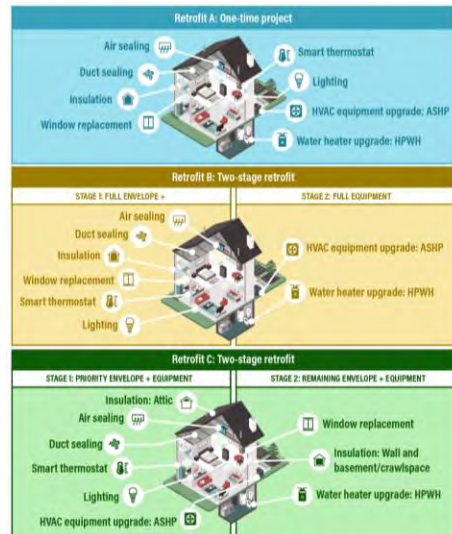 Retrofit A: One-time project
Air sealing
Duct sealing
Insulation
Window replacement
Smart thermostat
Lighting
HVAC equipment upgrade: ASHP
Water heater upgrade: HPWH
Retrofit B: Two-stage retrofit
STAGE 1: FULL ENVELOPE +
STAGE 2: FULL EQUIPMENT
Air sealing
Duct sealing
Insulation
Window replacement
Smart thermostat
Lighting
HVAC equipment upgrade: ASHP
Water heater upgrade: HPWH
Retrofit C: Two-stage retrofit
STAGE 1: PRIORITY ENVELOPE + EQUIPMENT
STAGE 2: REMAINING ENVELOPE + EQUIPMENT
Insulation: Attic
Air sealing
Duct sealing
Smart thermostat
Lighting
HVAC equipment upgrade: ASHP
Window replacement
Insulation: Wall and
basement/crawlspace
Water heater upgrade: HPWH